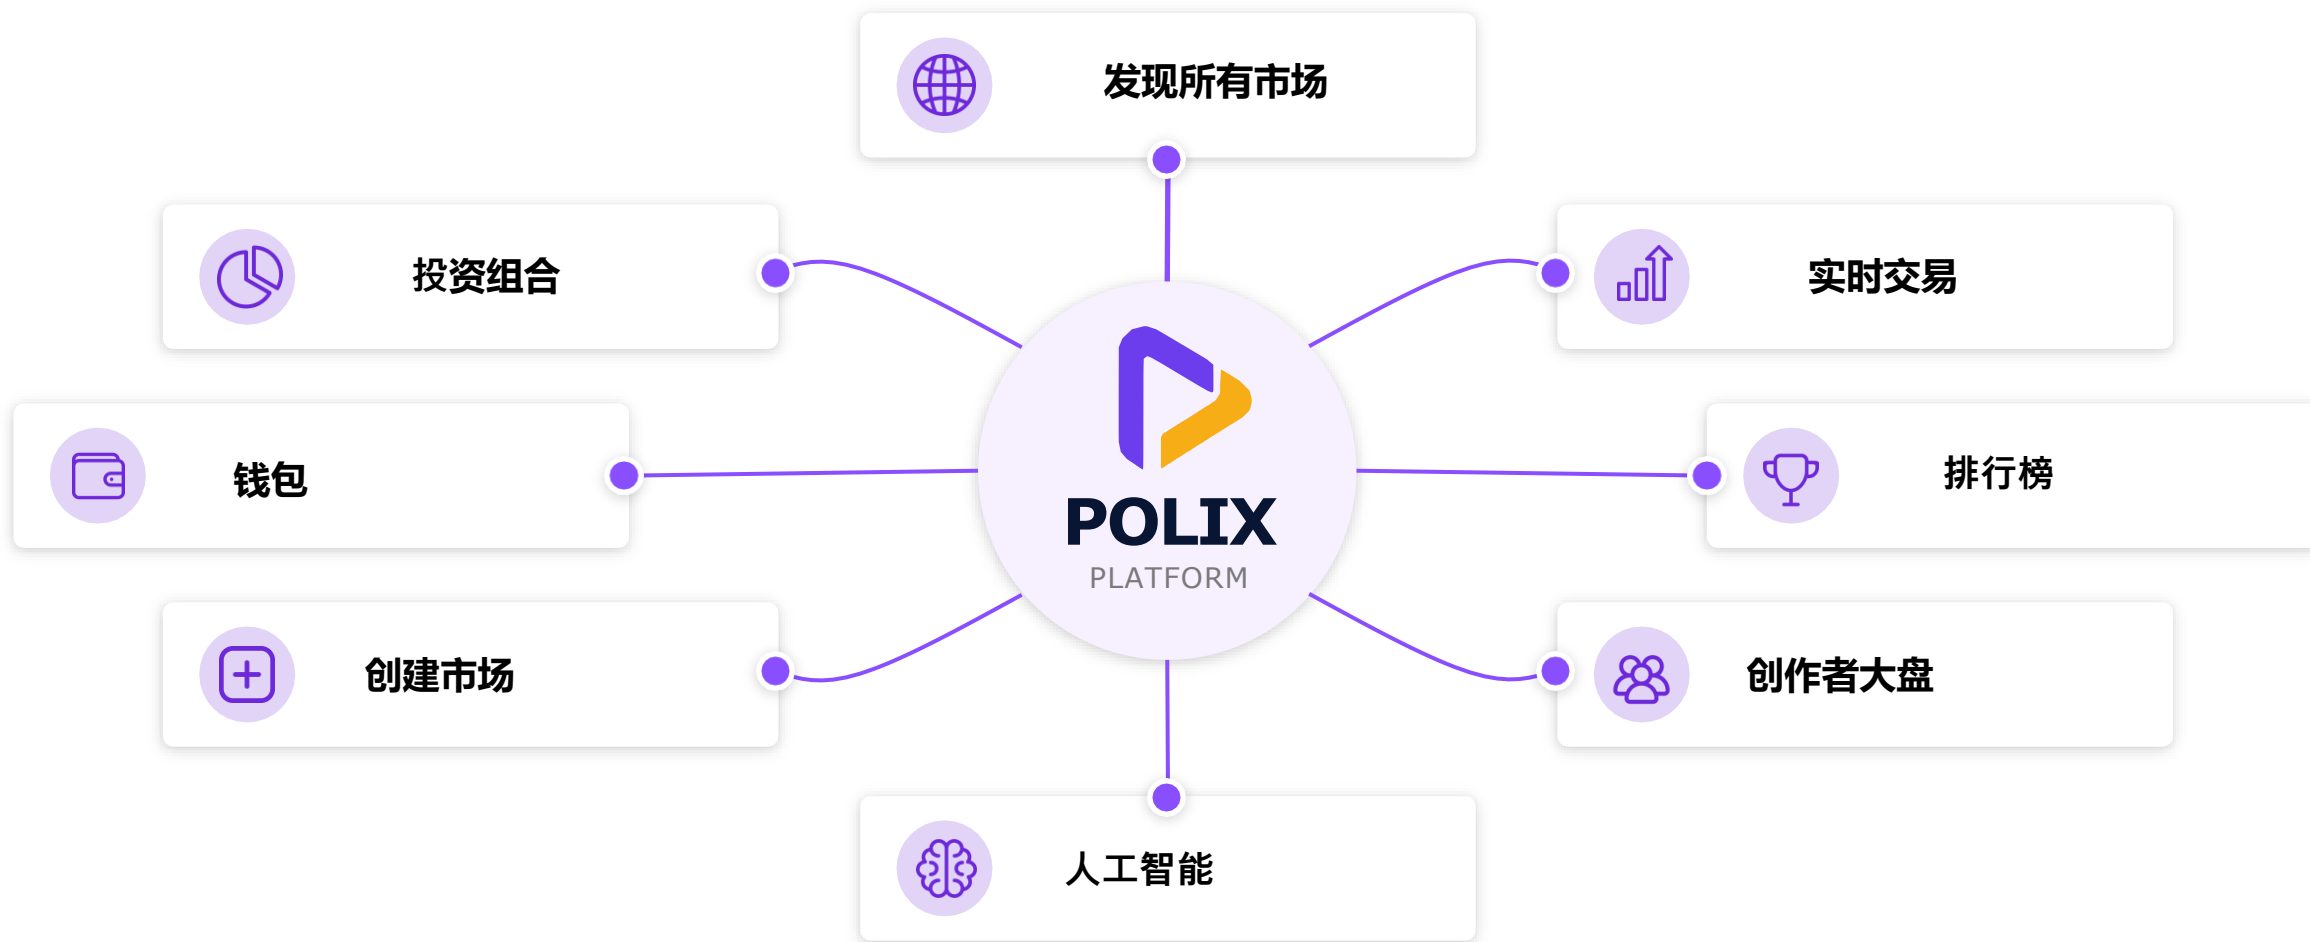 发现所有市场
投资组合
实时交易
钱包
排行榜
POLIX
PLATFORM
创建市场
创作者大盘
人工智能